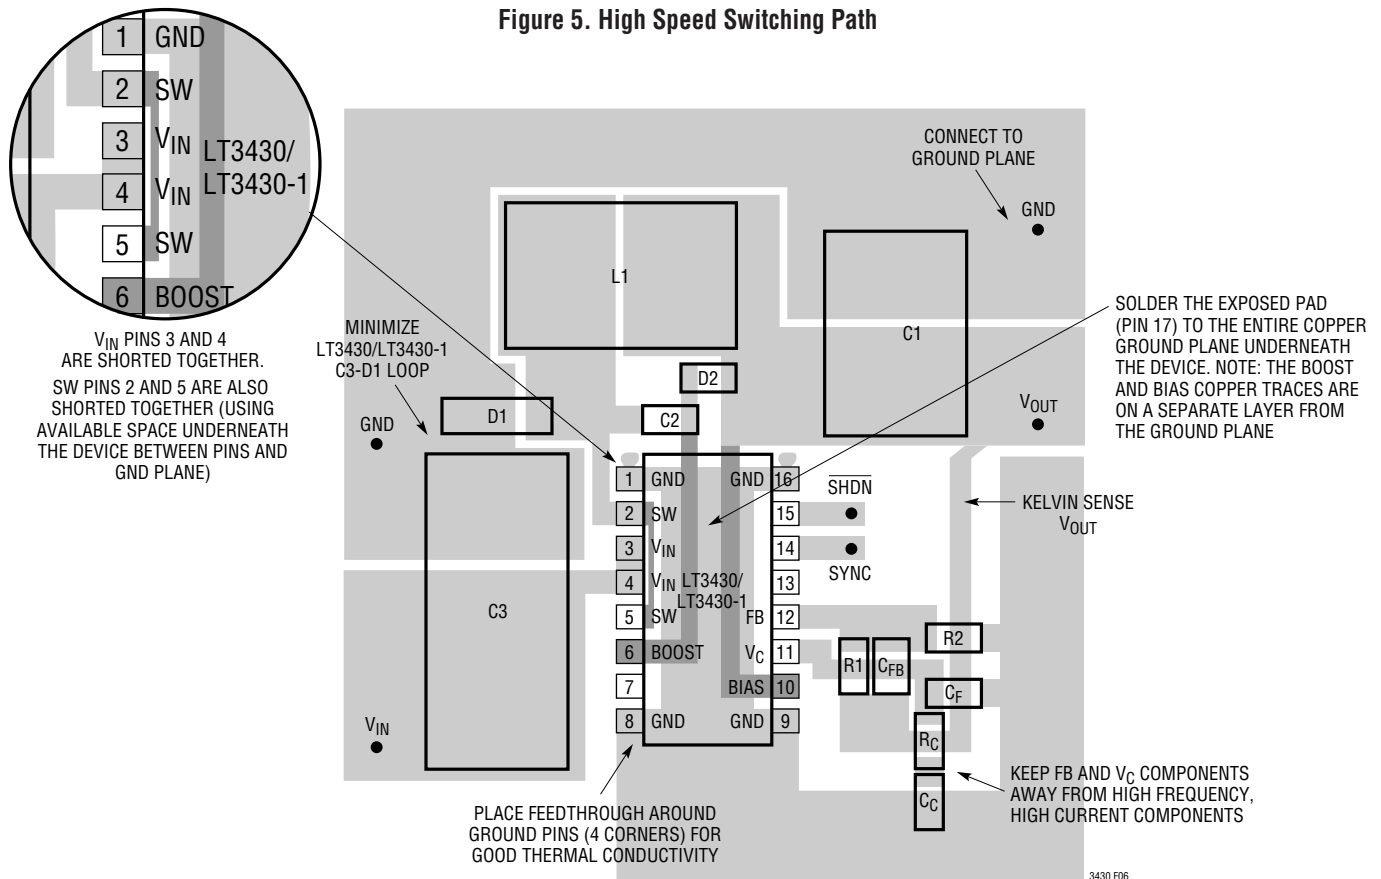 Figure 5. High Speed Switching Path
1 GND
2 SW
3 VIN
4 VIN
5 SW
6 BOOST
LT3430/
LT3430-1
VIN PINS 3 AND 4
ARE SHORTED TOGETHER.
SW PINS 2 AND 5 ARE ALSO
SHORTED TOGETHER (USING
AVAILABLE SPACE UNDERNEATH
THE DEVICE BETWEEN PINS AND
GND PLANE)
MINIMIZE
LT3430/LT3430-1
C3-D1 LOOP
CONNECT TO
GROUND PLANE
GND
L1
C1
SOLDER THE EXPOSED PAD
(PIN 17) TO THE ENTIRE COPPER
GROUND PLANE UNDERNEATH
THE DEVICE. NOTE: THE BOOST
AND BIAS COPPER TRACES ARE
ON A SEPARATE LAYER FROM
THE GROUND PLANE
D2
D1
C2
GND
VOUT
KELVIN SENSE
VOUT
1 GND
2 SW
3 VIN
4 VIN
5 SW
6 BOOST
7
8 GND
LT3430/
LT3430-1
GND 16
15
14
13
FB 12
VC 11
BIAS 10
GND 9
SHDN
SYNC
C3
VIN
R1
CFB
R2
CF
RC
CC
PLACE FEEDTHROUGH AROUND
GROUND PINS (4 CORNERS) FOR
GOOD THERMAL CONDUCTIVITY
KEEP FB AND VC COMPONENTS
AWAY FROM HIGH FREQUENCY,
HIGH CURRENT COMPONENTS
3430 F06